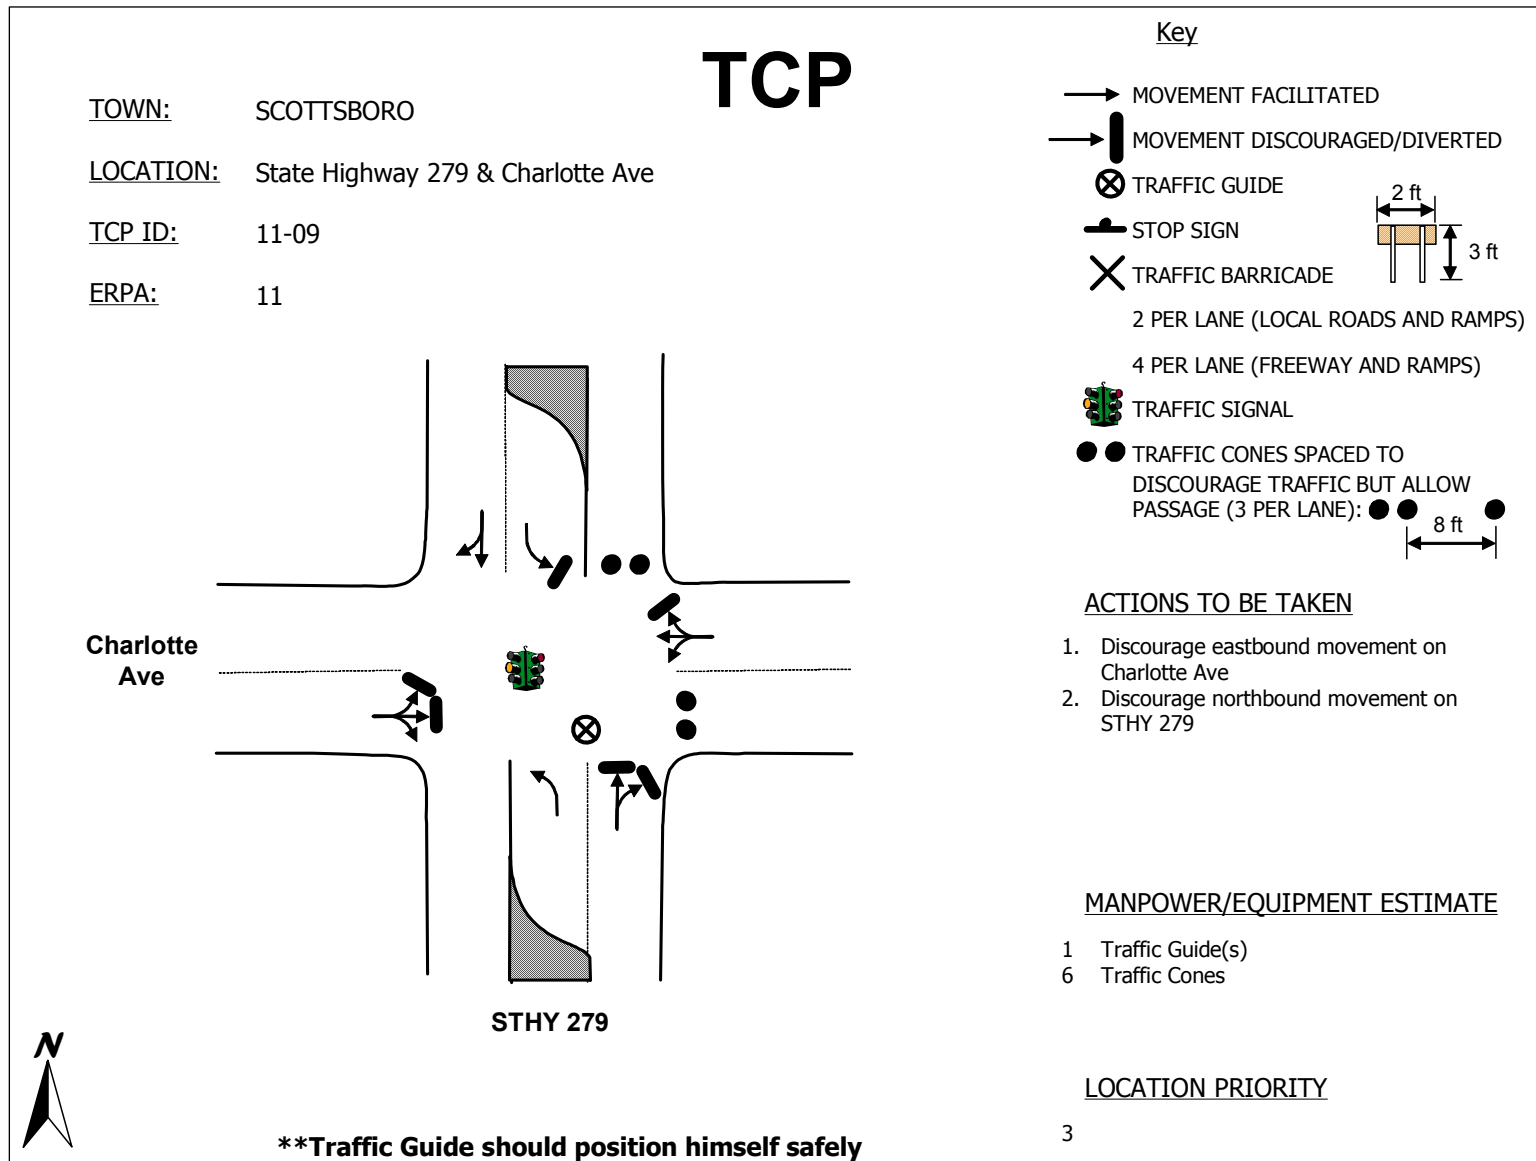 TCP
TOWN: SCOTTSBORO
LOCATION: State Highway 279 & Charlotte Ave
TCP ID: 11-09
ERPA: 11
Key
MOVEMENT FACILITATED
MOVEMENT DISCOURAGED/DIVERTED
TRAFFIC GUIDE
2 ft
STOP SIGN
3 ft
TRAFFIC BARRICADE
2 PER LANE (LOCAL ROADS AND RAMPS)
4 PER LANE (FREEWAY AND RAMPS)
TRAFFIC SIGNAL
TRAFFIC CONES SPACED TO
DISCOURAGE TRAFFIC BUT ALLOW
PASSAGE (3 PER LANE):
8 ft
Charlotte
Ave
STHY 279
ACTIONS TO BE TAKEN
1. Discourage eastbound movement on
Charlotte Ave
2. Discourage northbound movement on
STHY 279
MANPOWER/EQUIPMENT ESTIMATE
1 Traffic Guide(s)
6 Traffic Cones
LOCATION PRIORITY
3
N
**Traffic Guide should position himself safely